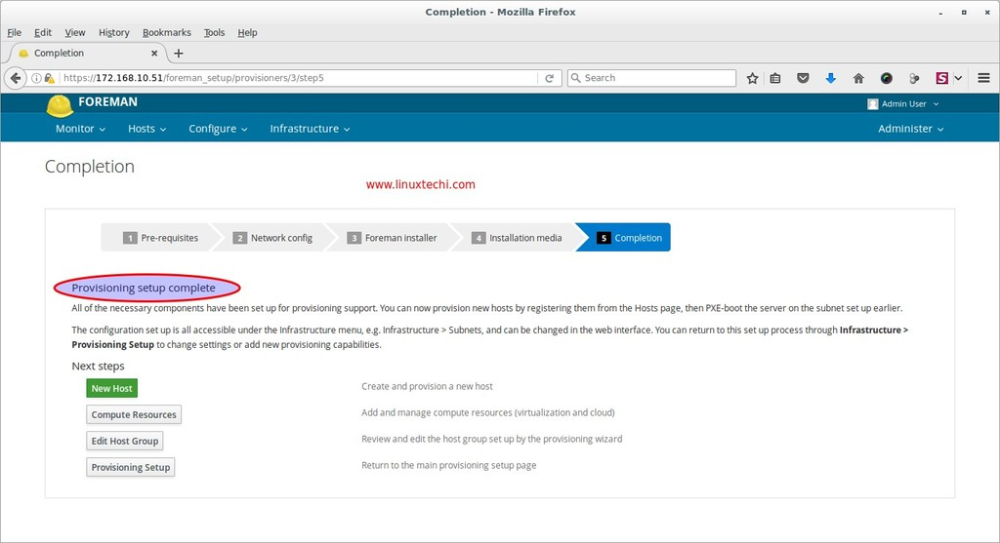 Completion - Mozilla Firefox
File Edit View History Bookmarks Tools Help
Completion
https://172.168.10.51/foreman_setup/provisioners/3/step5
Search
FOREMAN
Admin User
Monitor Hosts Configure Infrastructure Administer
Completion
www.linuxtechi.com
1 Pre-requisites 2 Network config 3 Foreman installer 4 Installation media 5 Completion
Provisioning setup complete
All of the necessary components have been set up for provisioning support. You can now provision new hosts by registering them from the Hosts page, then PXE-boot the server on the subnet set up earlier.
The configuration set up is all accessible under the Infrastructure menu, e.g. Infrastructure > Subnets, and can be changed in the web interface. You can return to this set up process through Infrastructure >
Provisioning Setup to change settings or add new provisioning capabilities.
Next steps
New Host Create and provision a new host
Compute Resources Add and manage compute resources (virtualization and cloud)
Edit Host Group Review and edit the host group set up by the provisioning wizard
Provisioning Setup Return to the main provisioning setup page